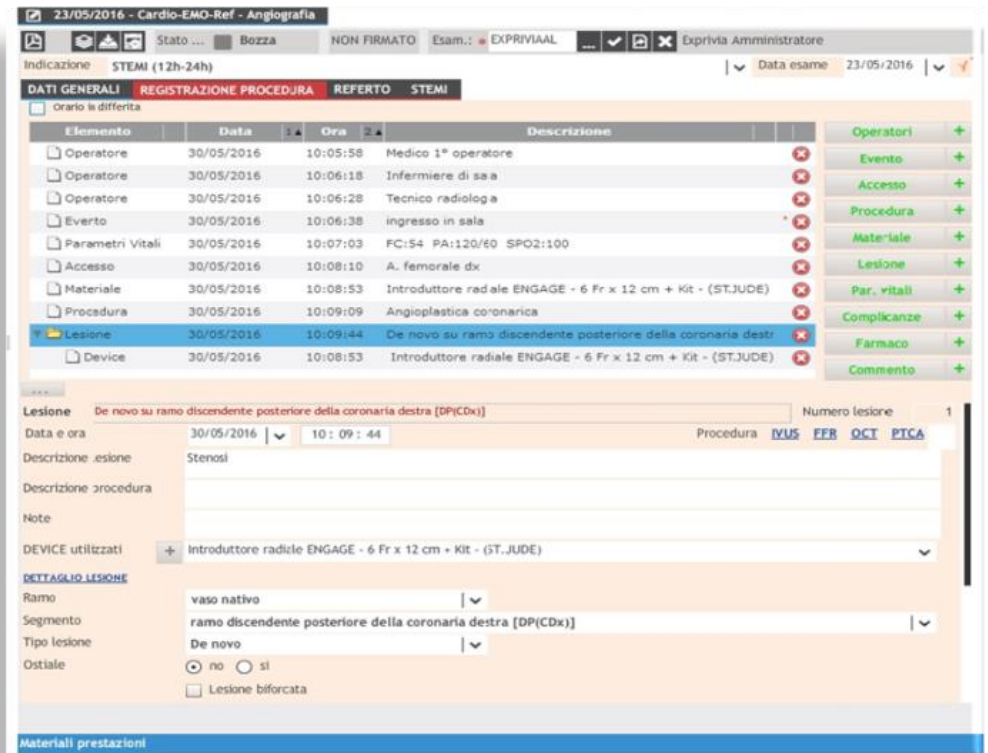 23/05/2016 - Cardio-EMO-Ref - Angiografia
Stato ... Bozza NON FIRMATO Esam.: EXPRIVIAAL ... Exprivia Amministratore
Indicazione STEMI (12h-24h) Data esame 23/05/2016
DATI GENERALI REGISTRAZIONE PROCEDURA REFERTO STEMI
Orario in differita
Elemento Data 1 Ora 2 Descrizione
Operatore 30/05/2016 10:05:58 Medico 1° operatore
Operatore 30/05/2016 10:06:18 Infermiere di sala
Operatore 30/05/2016 10:06:28 Tecnico radiologia
Evento 30/05/2016 10:06:38 ingresso in sala *
Parametri Vitali 30/05/2016 10:07:03 FC:54 PA:120/60 SPO2:100
Accesso 30/05/2016 10:08:10 A. femorale dx
Materiale 30/05/2016 10:08:53 Introduttore radiale ENGAGE - 6 Fr x 12 cm + Kit - (ST.JUDE)
Procedura 30/05/2016 10:09:09 Angioplastica coronarica
Lesione 30/05/2016 10:09:44 De novo su ramo discendente posteriore della coronaria destr
Device 30/05/2016 10:08:53 Introduttore radiale ENGAGE - 6 Fr x 12 cm + Kit - (ST.JUDE)
Operatori +
Evento +
Accesso +
Procedura +
Materiale +
Lesione +
Par. vitali +
Complicanze +
Farmaco +
Commento +
...
Lesione De novo su ramo discendente posteriore della coronaria destra [DP(CDx)] Numero lesione 1
Data e ora 30/05/2016 10 : 09 : 44 Procedura IVUS FFR OCT PTCA
Descrizione lesione Stenosi
Descrizione procedura
Note
DEVICE utilizzati + Introduttore radiale ENGAGE - 6 Fr x 12 cm + Kit - (ST.JUDE)
DETTAGLIO LESIONE
Ramo vaso nativo
Segmento ramo discendente posteriore della coronaria destra [DP(CDx)]
Tipo lesione De novo
Ostiale no si
Lesione biforcata
Materiali prestazioni